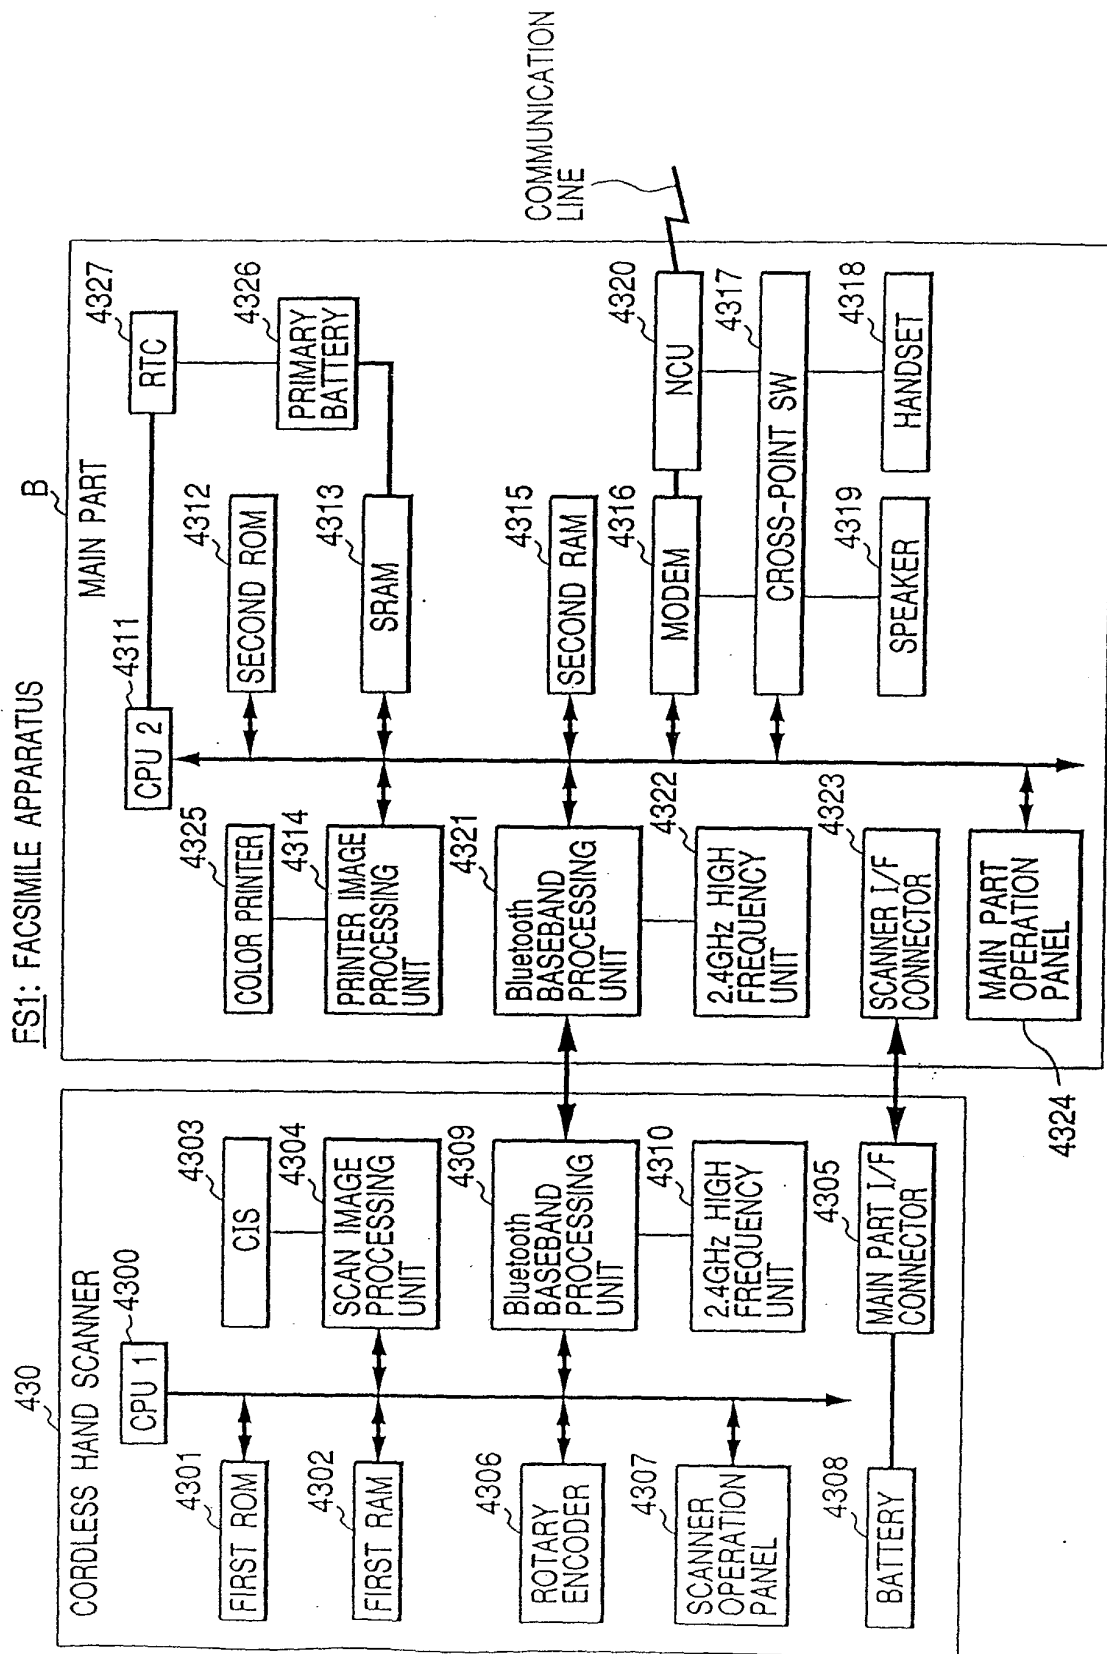 FS1: FACSIMILE APPARATUS
430
CORDLESS HAND SCANNER
4300
CPU 1
4301
FIRST ROM
4302
FIRST RAM
4306
ROTARY
ENCODER
4307
SCANNER
OPERATION
PANEL
4308
BATTERY
4303
CIS
4304
SCAN IMAGE
PROCESSING
UNIT
4309
Bluetooth
BASEBAND
PROCESSING
UNIT
4310
2.4GHz HIGH
FREQUENCY
UNIT
4305
MAIN PART I/F
CONNECTOR
B
MAIN PART
4311
CPU 2
4325
COLOR PRINTER
4314
PRINTER IMAGE
PROCESSING
UNIT
4321
Bluetooth
BASEBAND
PROCESSING
UNIT
4322
2.4GHz HIGH
FREQUENCY
UNIT
4323
SCANNER I/F
CONNECTOR
4324
MAIN PART
OPERATION
PANEL
4327
RTC
4326
PRIMARY
BATTERY
4312
SECOND ROM
4313
SRAM
4315
SECOND RAM
4316
MODEM
4320
NCU
4317
CROSS-POINT SW
4319
SPEAKER
4318
HANDSET
COMMUNICATION
LINE